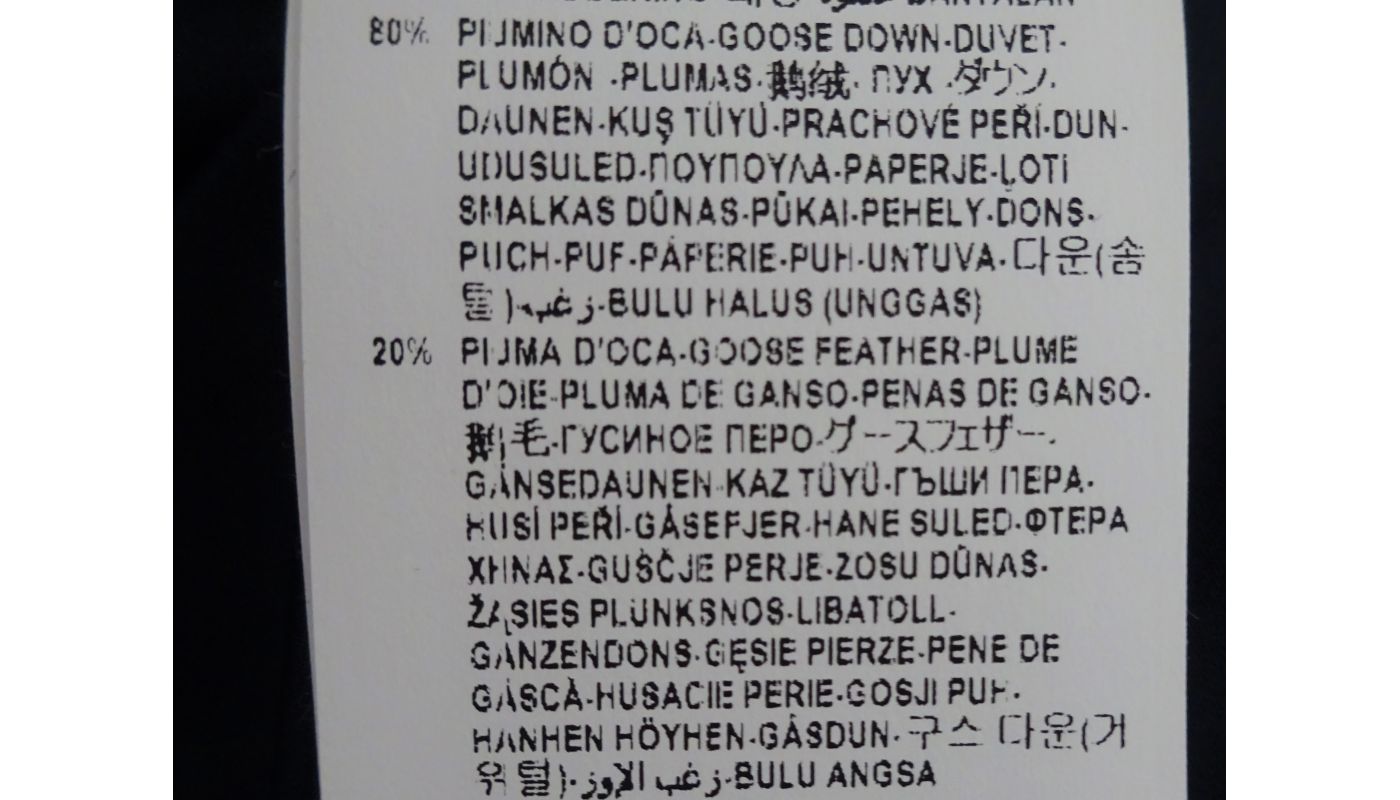 80% PIUMINO D'OCA-GOOSE DOWN-DUVET-
PLUMÓN -PLUMAS-鹅绒- ПУХ -ダウン-
DAUNEN-KUŞ TÜYÜ-PRACHOVÉ PEŘÍ-DUN-
UDUSULED-ΠΟΥΠΟΥΛΑ-PAPERJE-ĻOTI
SMALKAS DŪNAS-PŪKAI-PEHELY-DONS-
PUCH-PUF-PÁPERIE-PUH-UNTUVA-다운(솜
털)-زغب-BULU HALUS (UNGGAS)
20% PIUMA D'OCA-GOOSE FEATHER-PLUME
D'OIE-PLUMA DE GANSO-PENAS DE GANSO-
鹅毛-ГУСИНОЕ ПЕРО-グースフェザー-
GÄNSEDAUNEN-KAZ TÜYÜ-ГЪШИ ПЕРА-
HUSÍ PEŘÍ-GÅSEFJER-HANE SULED-ΦΤΕΡΑ
ΧΗΝΑΣ-GUŠČJE PERJE-ZOSU DŪNAS-
ŽĄSIES PLUNKSNOS-LIBATOLL-
GANZENDONS-GĘSIE PIERZE-PENE DE
GÂSCĂ-HUSACIE PERIE-GOSJI PUH-
HANHEN HÖYHEN-GÅSDUN-구스 다운(거
위털)-زغب الإوز-BULU ANGSA